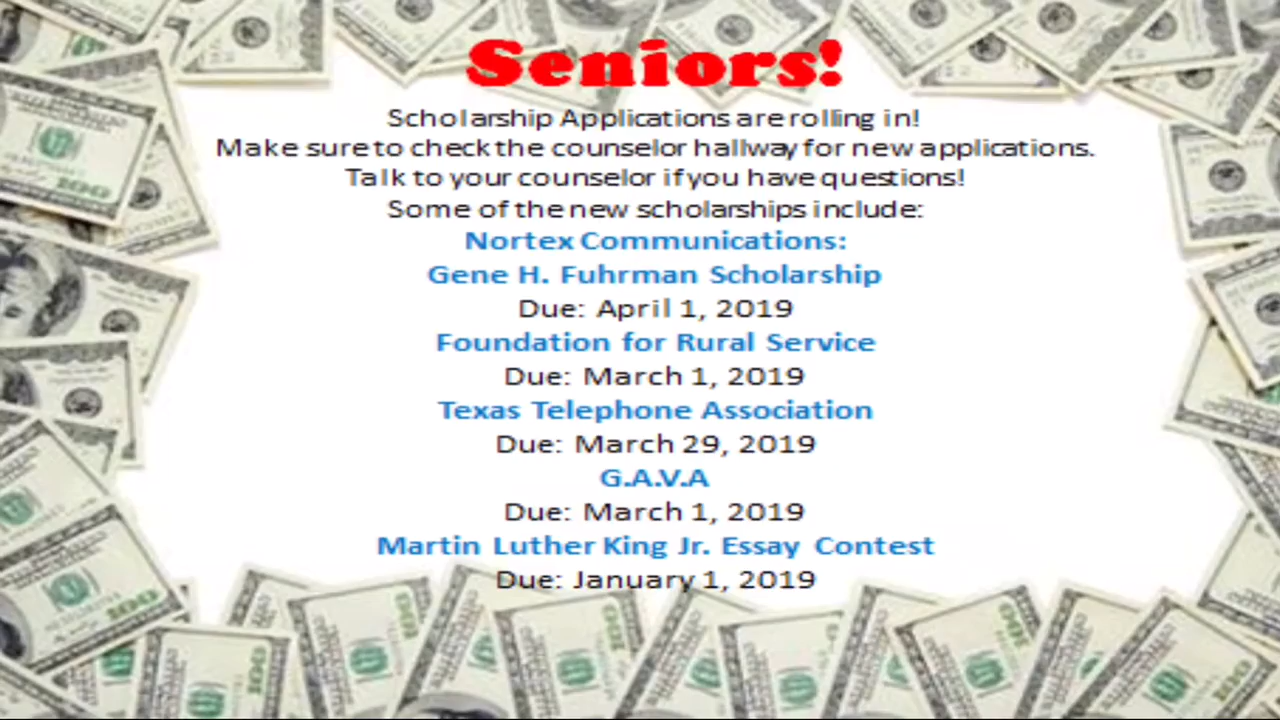 Seniors!
Scholarship Applications are rolling in!
Make sure to check the counselor hallway for new applications.
Talk to your counselor if you have questions!
Some of the new scholarships include:
Nortex Communications:
Gene H. Fuhrman Scholarship
Due: April 1, 2019
Foundation for Rural Service
Due: March 1, 2019
Texas Telephone Association
Due: March 29, 2019
G.A.V.A
Due: March 1, 2019
Martin Luther King Jr. Essay Contest
Due: January 1, 2019